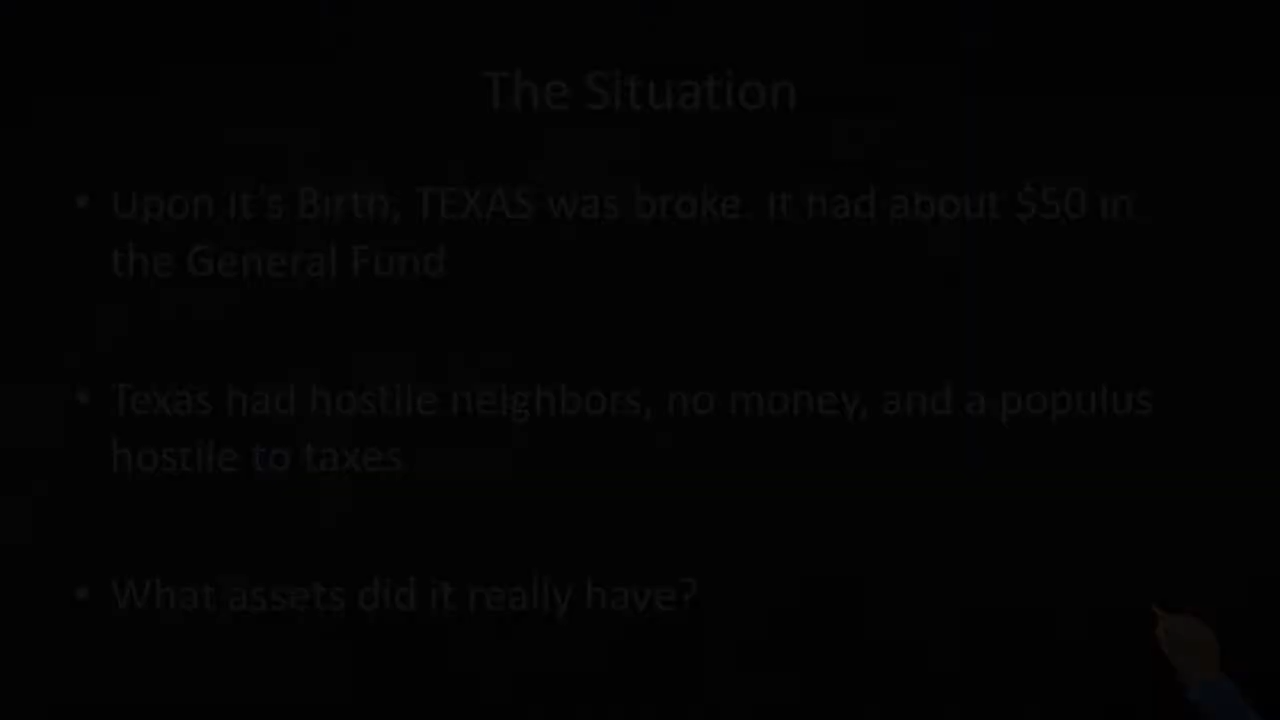 The Situation
• Upon it's Birth, TEXAS was broke. It had about $50 in
the General Fund
• Texas had hostile neighbors, no money, and a populus
hostile to taxes
• What assets did it really have?